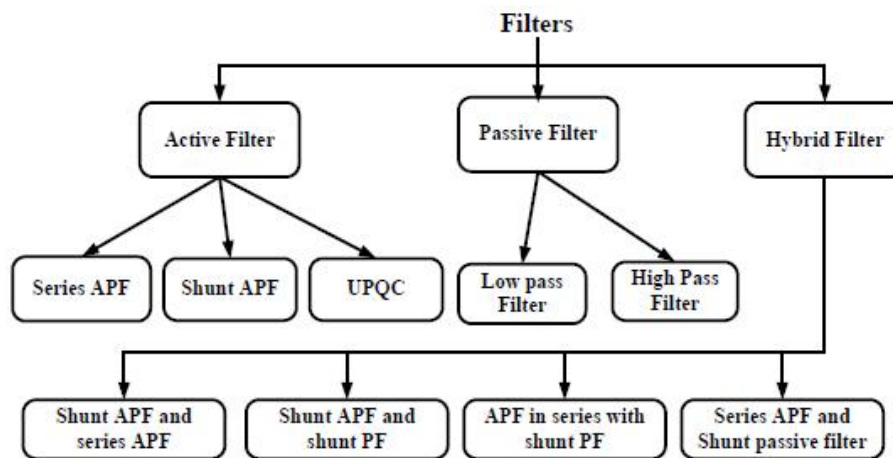 Filters
Active Filter
Passive Filter
Hybrid Filter
Series APF
Shunt APF
UPQC
Low pass
Filter
High Pass
Filter
Shunt APF and
series APF
Shunt APF and
shunt PF
APF in series with
shunt PF
Series APF and
Shunt passive filter